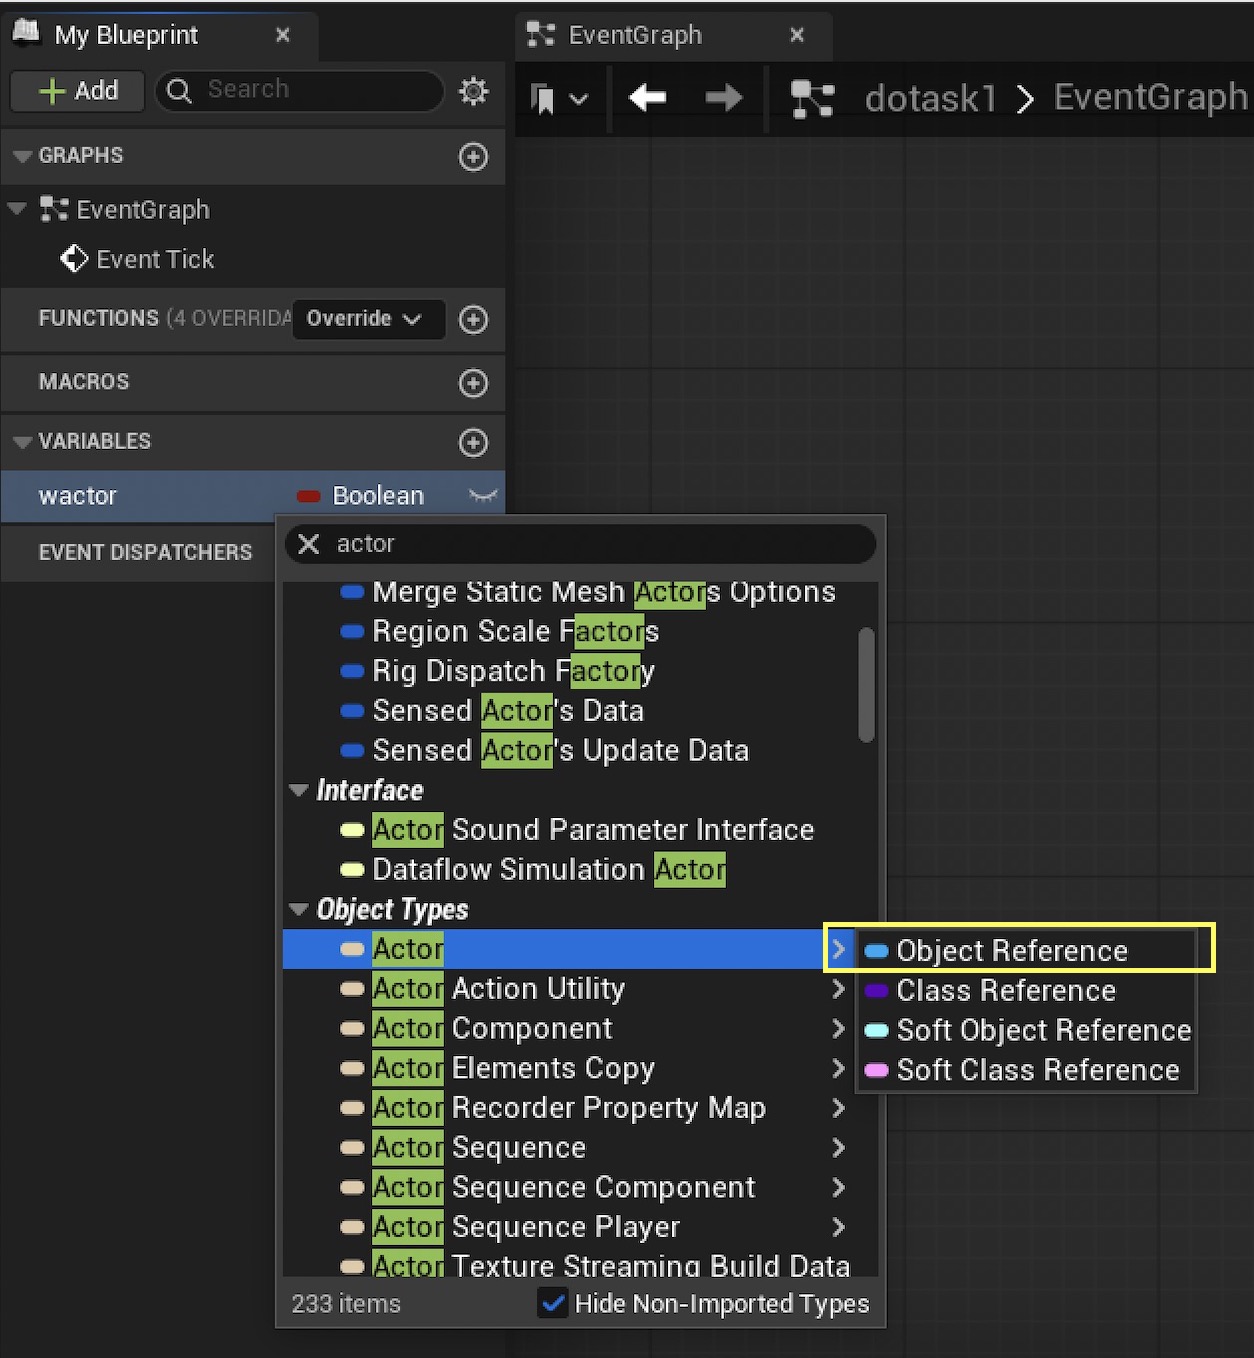 My Blueprint
EventGraph
Add
Search
dotask1 > EventGraph
GRAPHS
EventGraph
Event Tick
FUNCTIONS (4 OVERRIDA
Override
MACROS
VARIABLES
wactor
Boolean
EVENT DISPATCHERS
actor
Merge Static Mesh Actors Options
Region Scale Factors
Rig Dispatch Factory
Sensed Actor's Data
Sensed Actor's Update Data
Interface
Actor Sound Parameter Interface
Dataflow Simulation Actor
Object Types
Actor
Object Reference
Actor Action Utility
Class Reference
Actor Component
Soft Object Reference
Actor Elements Copy
Soft Class Reference
Actor Recorder Property Map
Actor Sequence
Actor Sequence Component
Actor Sequence Player
Actor Texture Streaming Build Data
233 items
Hide Non-Imported Types